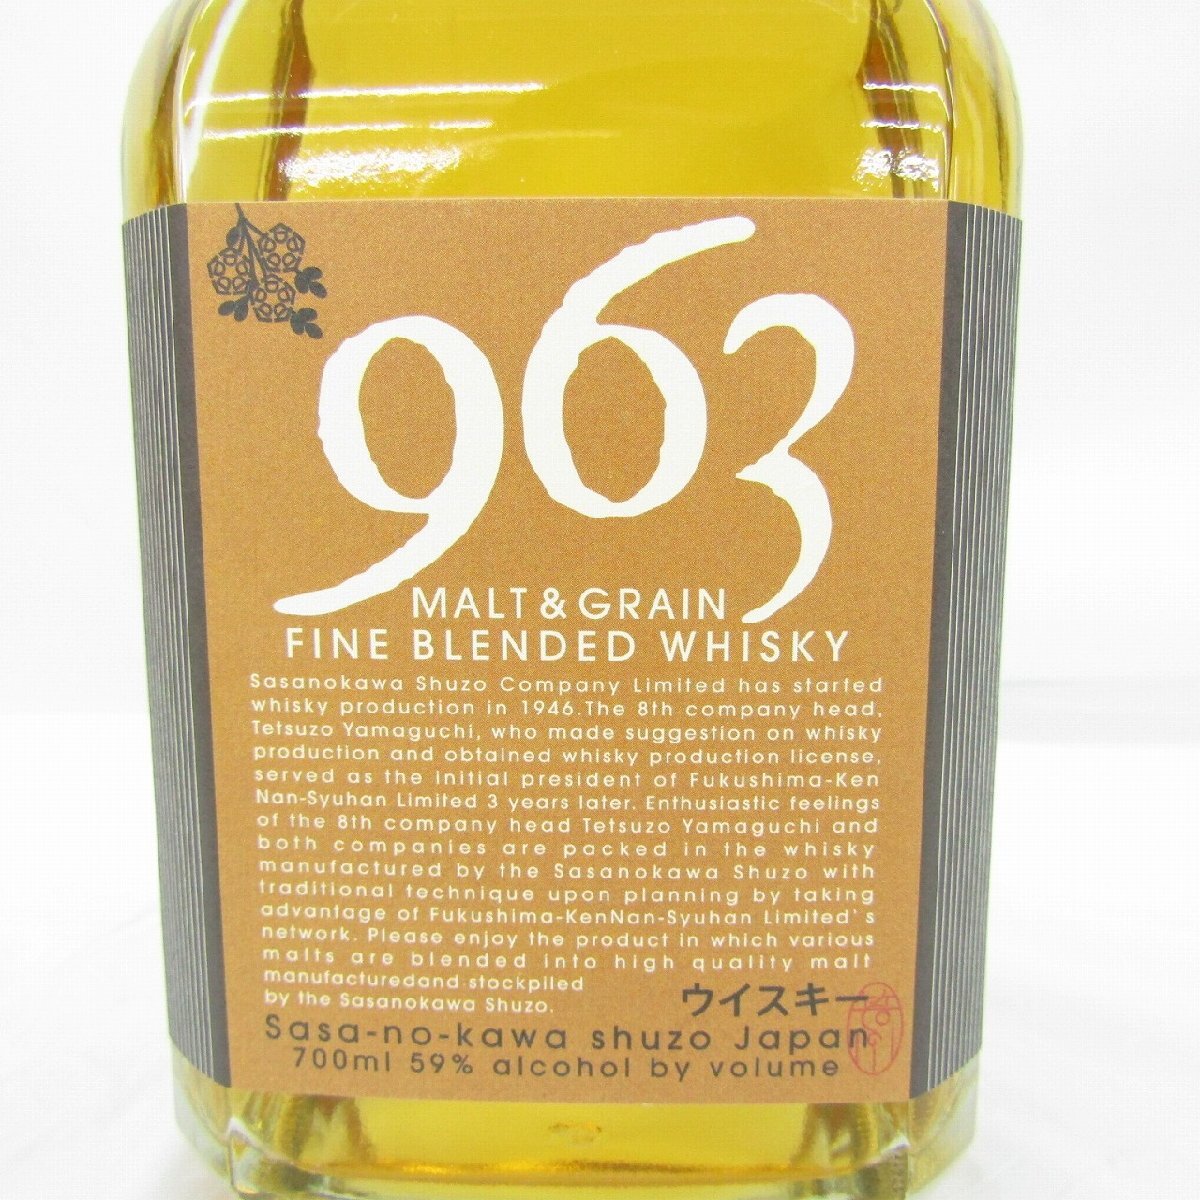 963
MALT & GRAIN
FINE BLENDED WHISKY
Sasanokawa Shuzo Company Limited has started
whisky production in 1946.The 8th company head,
Tetsuzo Yamaguchi, who made suggestion on whisky
production and obtained whisky production license,
served as the initial president of Fukushima-Ken
Nan-Syuhan Limited 3 years later. Enthusiastic feelings
of the 8th company head Tetsuzo Yamaguchi and
both companies are packed in the whisky
manufactured by the Sasanokawa Shuzo with
traditional technique upon planning by taking
advantage of Fukushima-KenNan-Syuhan Limited's
network. Please enjoy the product in which various
malts are blended into high quality malt
manufacturedand stockpiled
by the Sasanokawa Shuzo.
ウイスキー
Sasa-no-kawa shuzo Japan
700ml 59% alcohol by volume